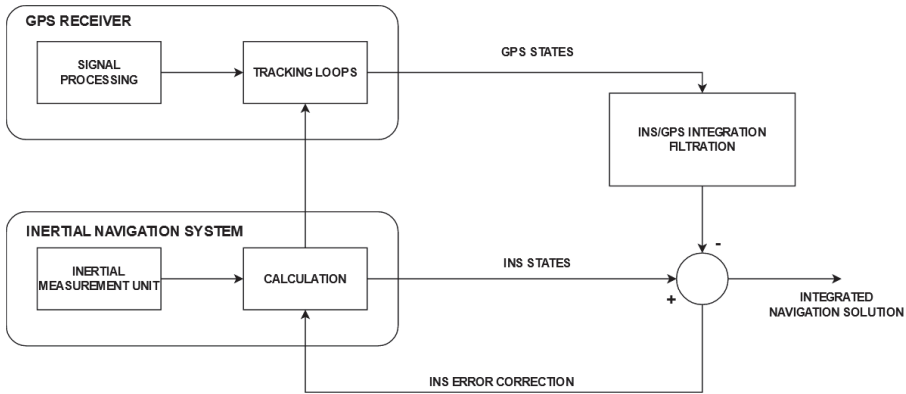 GPS RECEIVER
SIGNAL
PROCESSING
TRACKING LOOPS
GPS STATES
INS/GPS INTEGRATION
FILTRATION
INERTIAL NAVIGATION SYSTEM
INERTIAL
MEASUREMENT UNIT
CALCULATION
INS STATES
-
+
INTEGRATED
NAVIGATION SOLUTION
INS ERROR CORRECTION